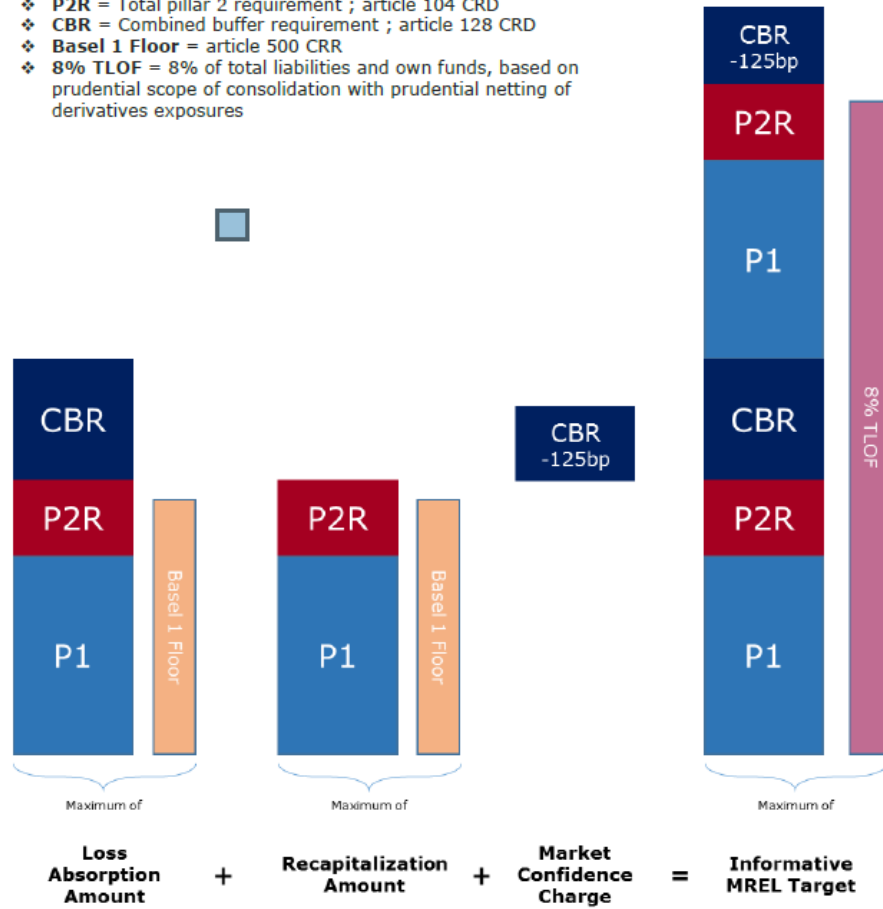 ❖ P2R = Total pillar 2 requirement ; article 104 CRD
❖ CBR = Combined buffer requirement ; article 128 CRD
❖ Basel 1 Floor = article 500 CRR
❖ 8% TLOF = 8% of total liabilities and own funds, based on
prudential scope of consolidation with prudential netting of
derivatives exposures
CBR
-125bp
P2R
P1
CBR
P2R
P1
8% TLOF
CBR
P2R
P1
Basel 1 Floor
P2R
P1
Basel 1 Floor
CBR
-125bp
Maximum of
Maximum of
Maximum of
Loss
Absorption
Amount
+
Recapitalization
Amount
+
Market
Confidence
Charge
=
Informative
MREL Target